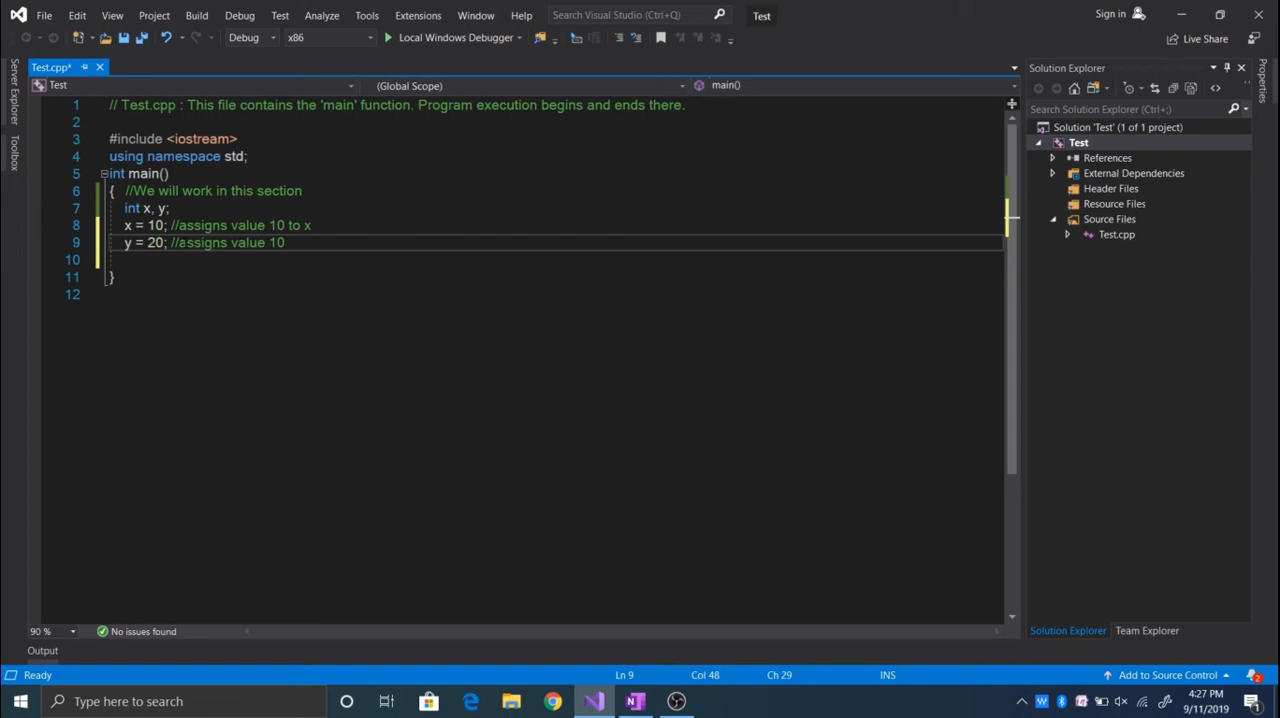 File Edit View Project Build Debug Test Analyze Tools Extensions Window Help Search Visual Studio (Ctrl+Q) Test Sign in
Debug x86 Local Windows Debugger Live Share
Test.cpp*
Test (Global Scope) main()
1 // Test.cpp : This file contains the 'main' function. Program execution begins and ends there.
2
3 #include <iostream>
4 using namespace std;
5 int main()
6 { //We will work in this section
7 int x, y;
8 x = 10; //assigns value 10 to x
9 y = 20; //assigns value 10
10
11 }
12
Server Explorer
Toolbox
Solution Explorer
Search Solution Explorer (Ctrl+;)
Solution 'Test' (1 of 1 project)
Test
References
External Dependencies
Header Files
Resource Files
Source Files
Test.cpp
Properties
90 % No issues found
Solution Explorer Team Explorer
Output
Ready Ln 9 Col 48 Ch 29 INS Add to Source Control 2
Type here to search
4:27 PM
9/11/2019
1